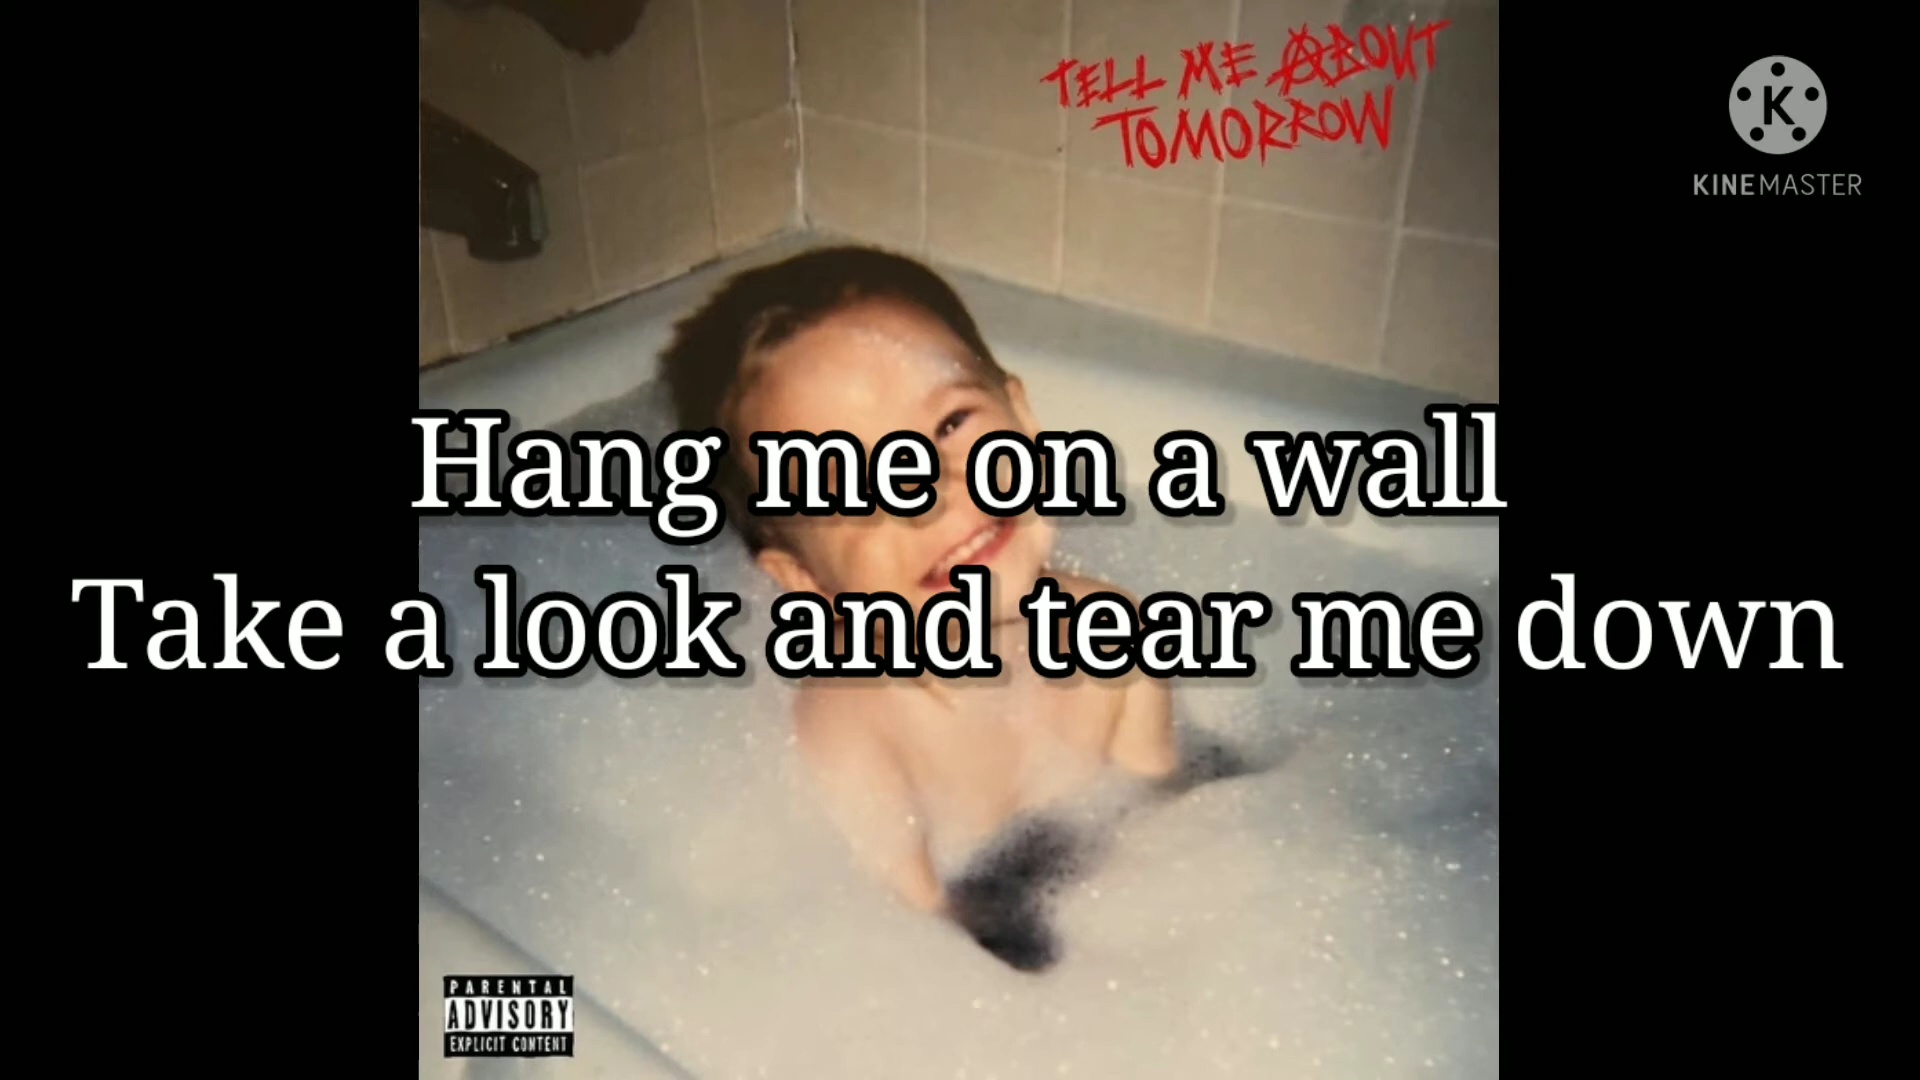 TELL ME ABOUT
TOMORROW
K
KINEMASTER
Hang me on a wall
Take a look and tear me down
PARENTAL
ADVISORY
EXPLICIT CONTENT